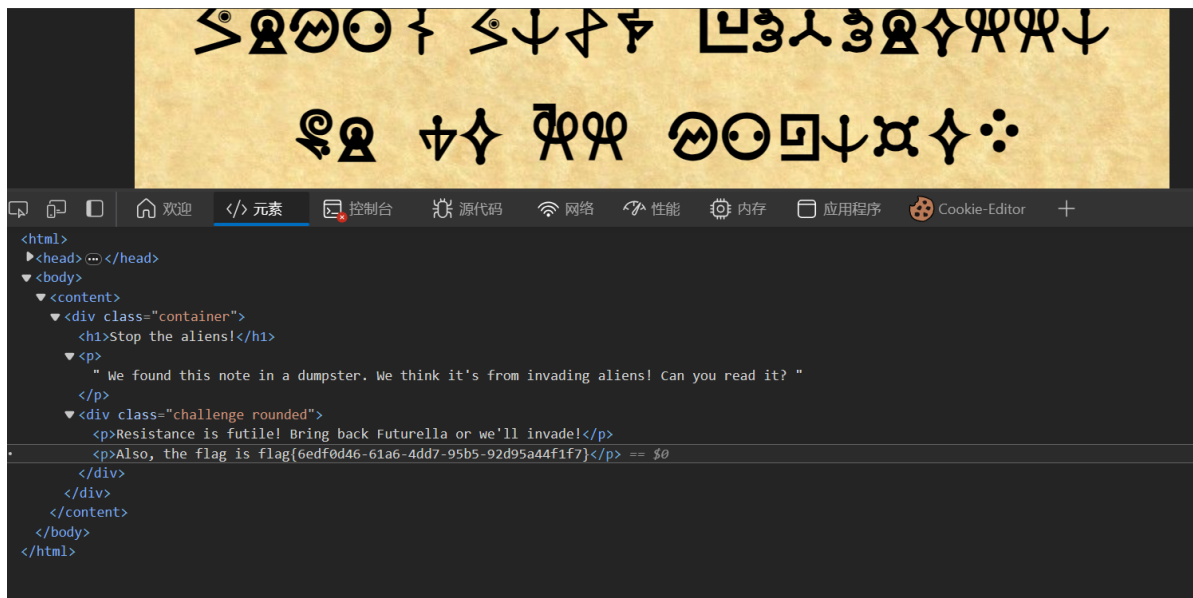 欢迎 </> 元素 控制台 源代码 网络 性能 内存 应用程序 Cookie-Editor
<html>
<head>...</head>
<body>
<content>
<div class="container">
<h1>Stop the aliens!</h1>
<p>
" We found this note in a dumpster. We think it's from invading aliens! Can you read it? "
</p>
<div class="challenge rounded">
<p>Resistance is futile! Bring back Futurella or we'll invade!</p>
<p>Also, the flag is flag{6edf0d46-61a6-4dd7-95b5-92d95a44f1f7}</p> == $0
</div>
</div>
</content>
</body>
</html>